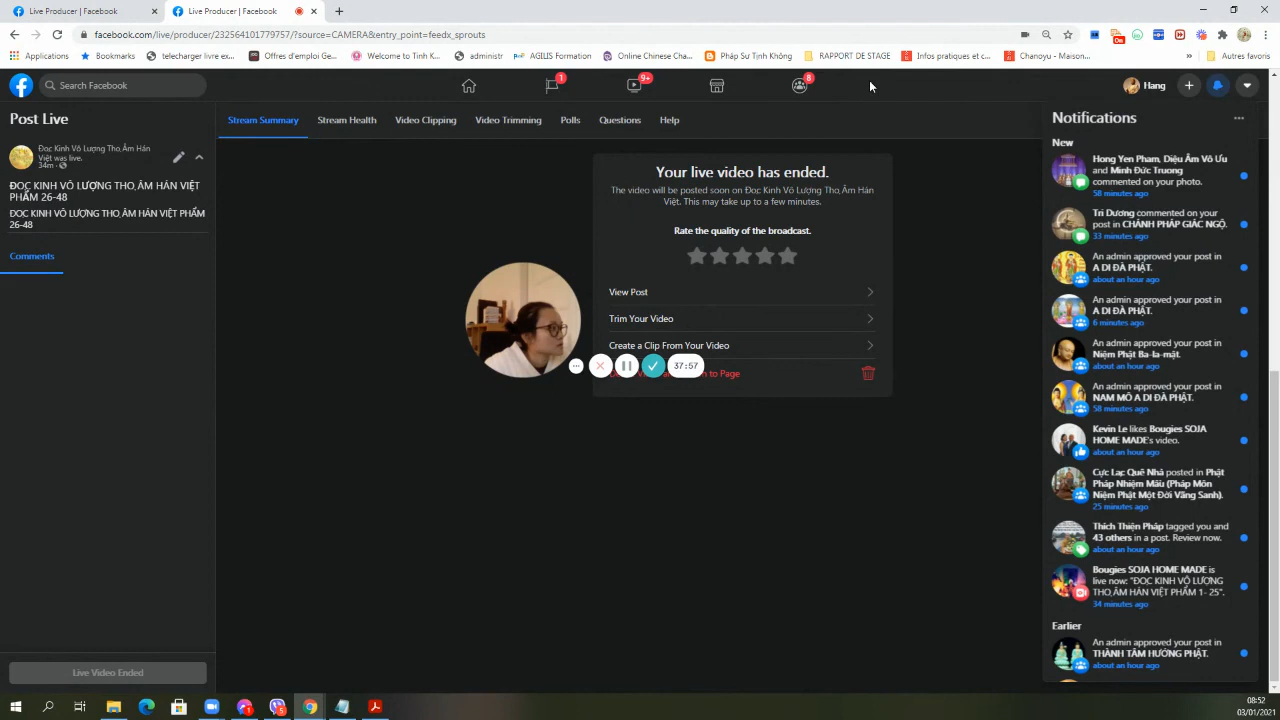 Live Producer | Facebook
Live Producer | Facebook
facebook.com/live/producer/232564101779757/?source=CAMERA&entry_point=feedx_sprouts
Applications
Bookmarks
telecharger livre ex...
Offres d'emploi Ge...
Welcome to Tinh K...
administr
AGILIS Formation
Online Chinese Cha...
Pháp Sư Tịnh Không
RAPPORT DE STAGE
Infos pratiques et c...
Chanoyu - Maison...
»
Autres favoris
Search Facebook
1
9+
8
Hang
Post Live
Đọc Kinh Vô Lượng Thọ, Âm Hán
Việt was live.
34m
ĐỌC KINH VÔ LƯỢNG THỌ, ÂM HÁN VIỆT
PHẨM 26-48
ĐỌC KINH VÔ LƯỢNG THỌ, ÂM HÁN VIỆT PHẨM
26-48
Comments
Live Video Ended
Stream Summary
Stream Health
Video Clipping
Video Trimming
Polls
Questions
Help
Your live video has ended.
The video will be posted soon on Đọc Kinh Vô Lượng Thọ, Âm Hán
Việt. This may take up to a few minutes.
Rate the quality of the broadcast.
View Post
Trim Your Video
Create a Clip From Your Video
to Page
37:57
Notifications
New
Hong Yen Pham, Diệu Âm Vô Ưu
and Minh Đức Truong
commented on your photo.
58 minutes ago
Tri Dương commented on your
post in CHÁNH PHÁP GIÁC NGỘ.
33 minutes ago
An admin approved your post in
A DI ĐÀ PHẬT.
about an hour ago
An admin approved your post in
A DI ĐÀ PHẬT.
6 minutes ago
An admin approved your post in
Niệm Phật Ba-la-mật.
about an hour ago
An admin approved your post in
NAM MÔ A DI ĐÀ PHẬT.
58 minutes ago
Kevin Le likes Bougies SOJA
HOME MADE's video.
about an hour ago
Cực Lạc Quê Nhà posted in Phật
Pháp Nhiệm Mầu (Pháp Môn
Niệm Phật Một Đời Vãng Sanh).
25 minutes ago
Thích Thiện Pháp tagged you and
43 others in a post. Review now.
about an hour ago
Bougies SOJA HOME MADE is
live now: "ĐỌC KINH VÔ LƯỢNG
THỌ, ÂM HÁN VIỆT PHẨM 1- 25".
34 minutes ago
Earlier
An admin approved your post in
THÀNH TÂM HƯỚNG PHẬT.
about an hour ago
1
5
08:52
03/01/2021